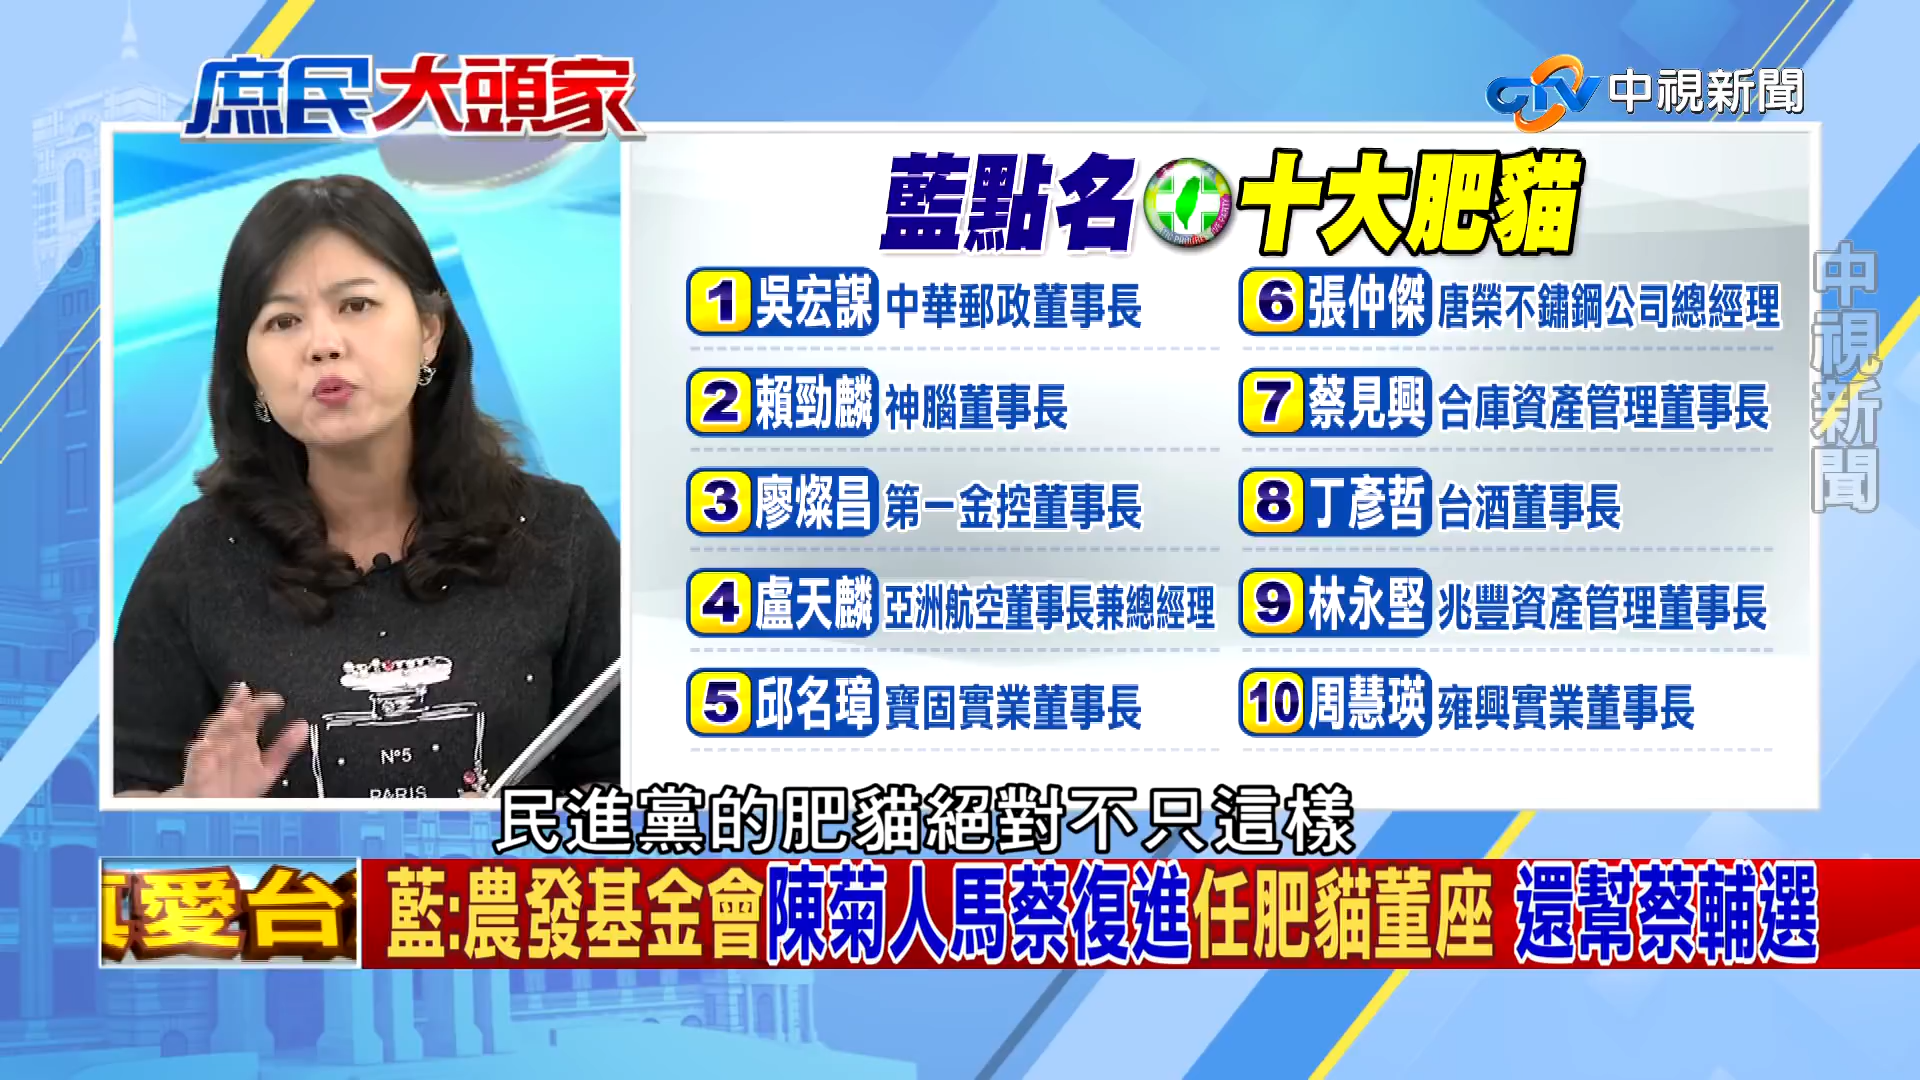 庶民大頭家
CTV 中視新聞
藍點名 十大肥貓
1 吳宏謀 中華郵政董事長
2 賴勁麟 神腦董事長
3 廖燦昌 第一金控董事長
4 盧天麟 亞洲航空董事長兼總經理
5 邱名璋 寶固實業董事長
6 張仲傑 唐榮不鏽鋼公司總經理
7 蔡見興 合庫資產管理董事長
8 丁彥哲 台酒董事長
9 林永堅 兆豐資產管理董事長
10 周慧瑛 雍興實業董事長
中視新聞
N°5
PARIS
民進黨的肥貓絕對不只這樣
真愛台
藍:農發基金會陳菊人馬蔡復進任肥貓董座 還幫蔡輔選